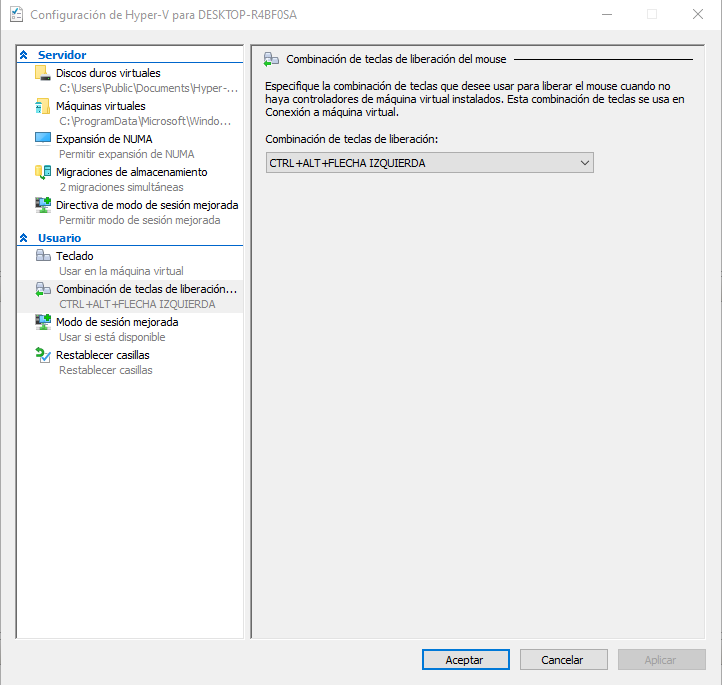 Configuración de Hyper-V para DESKTOP-R4BF0SA
Servidor
Discos duros virtuales
C:\Users\Public\Documents\Hyper-...
Máquinas virtuales
C:\ProgramData\Microsoft\Windo...
Expansión de NUMA
Permitir expansión de NUMA
Migraciones de almacenamiento
2 migraciones simultáneas
Directiva de modo de sesión mejorada
Permitir modo de sesión mejorada
Usuario
Teclado
Usar en la máquina virtual
Combinación de teclas de liberación...
CTRL+ALT+FLECHA IZQUIERDA
Modo de sesión mejorada
Usar si está disponible
Restablecer casillas
Restablecer casillas
Combinación de teclas de liberación del mouse
Especifique la combinación de teclas que desee usar para liberar el mouse cuando no
haya controladores de máquina virtual instalados. Esta combinación de teclas se usa en
Conexión a máquina virtual.
Combinación de teclas de liberación:
CTRL+ALT+FLECHA IZQUIERDA
Aceptar
Cancelar
Aplicar